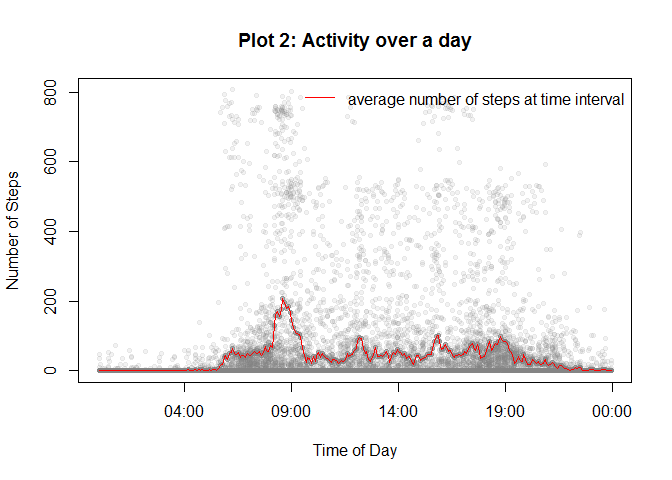 Plot 2: Activity over a day
average number of steps at time interval
Number of Steps
800
600
400
200
0
04:00 09:00 14:00 19:00 00:00
Time of Day